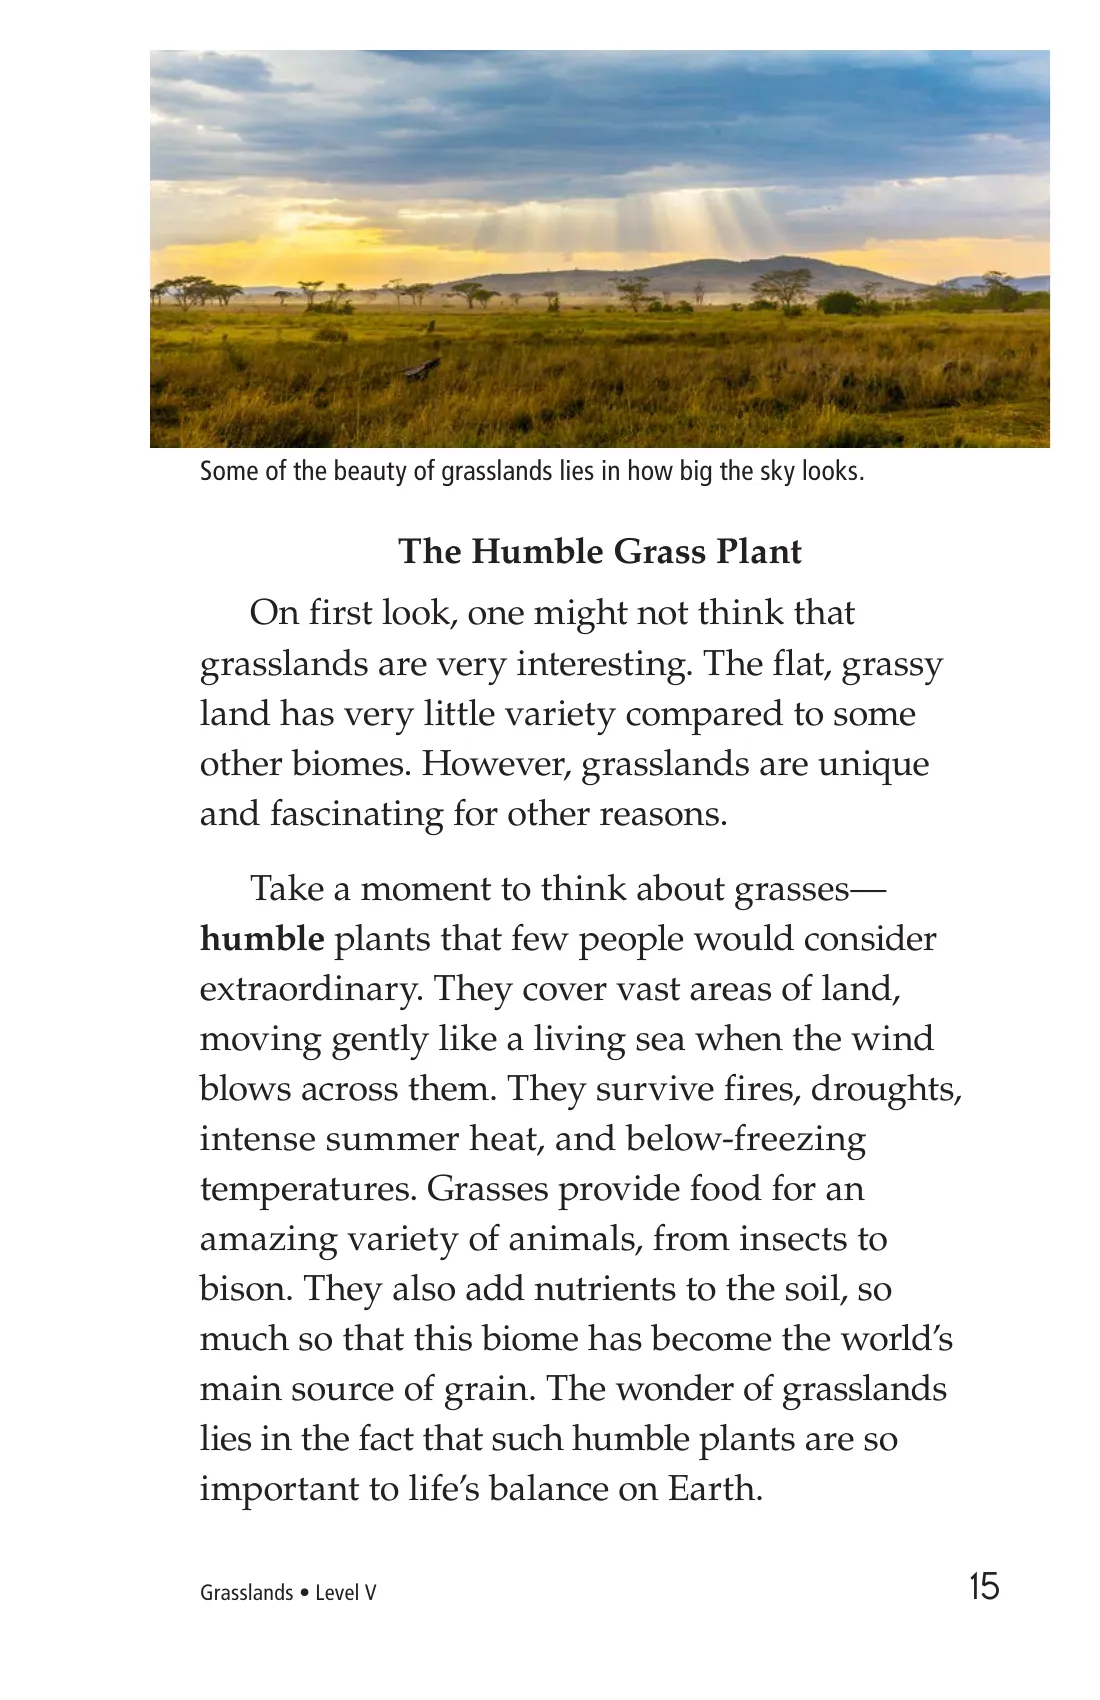 Some of the beauty of grasslands lies in how big the sky looks.
The Humble Grass Plant
On first look, one might not think that
grasslands are very interesting. The flat, grassy
land has very little variety compared to some
other biomes. However, grasslands are unique
and fascinating for other reasons.
Take a moment to think about grasses—
humble plants that few people would consider
extraordinary. They cover vast areas of land,
moving gently like a living sea when the wind
blows across them. They survive fires, droughts,
intense summer heat, and below-freezing
temperatures. Grasses provide food for an
amazing variety of animals, from insects to
bison. They also add nutrients to the soil, so
much so that this biome has become the world’s
main source of grain. The wonder of grasslands
lies in the fact that such humble plants are so
important to life’s balance on Earth.
Grasslands • Level V
15